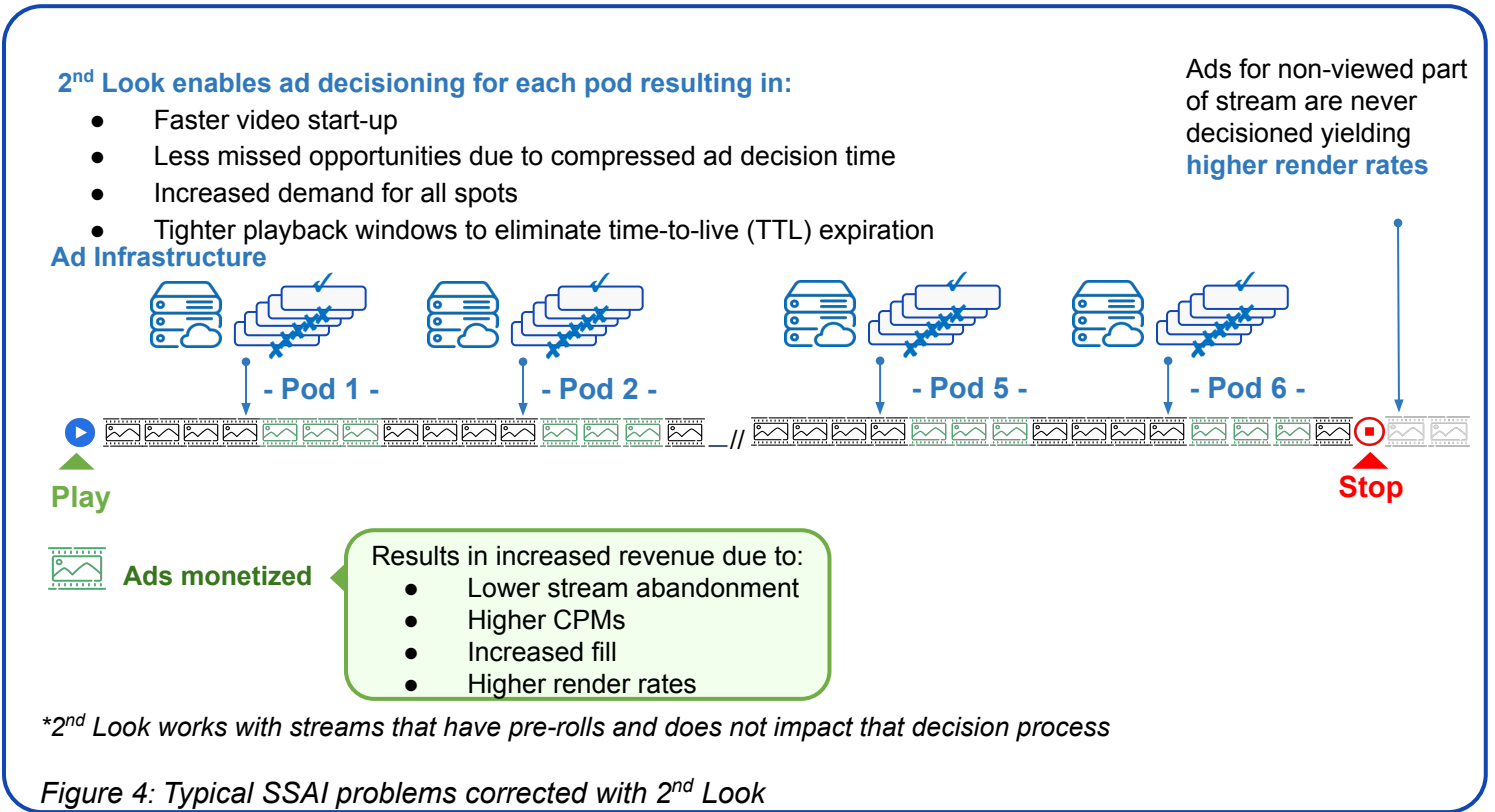 2nd Look enables ad decisioning for each pod resulting in:
● Faster video start-up
● Less missed opportunities due to compressed ad decision time
● Increased demand for all spots
● Tighter playback windows to eliminate time-to-live (TTL) expiration
Ads for non-viewed part
of stream are never
decisioned yielding
higher render rates
Ad Infrastructure
- Pod 1 -
- Pod 2 -
- Pod 5 -
- Pod 6 -
//
Play
Stop
Ads monetized
Results in increased revenue due to:
● Lower stream abandonment
● Higher CPMs
● Increased fill
● Higher render rates
*2nd Look works with streams that have pre-rolls and does not impact that decision process
Figure 4: Typical SSAI problems corrected with 2nd Look